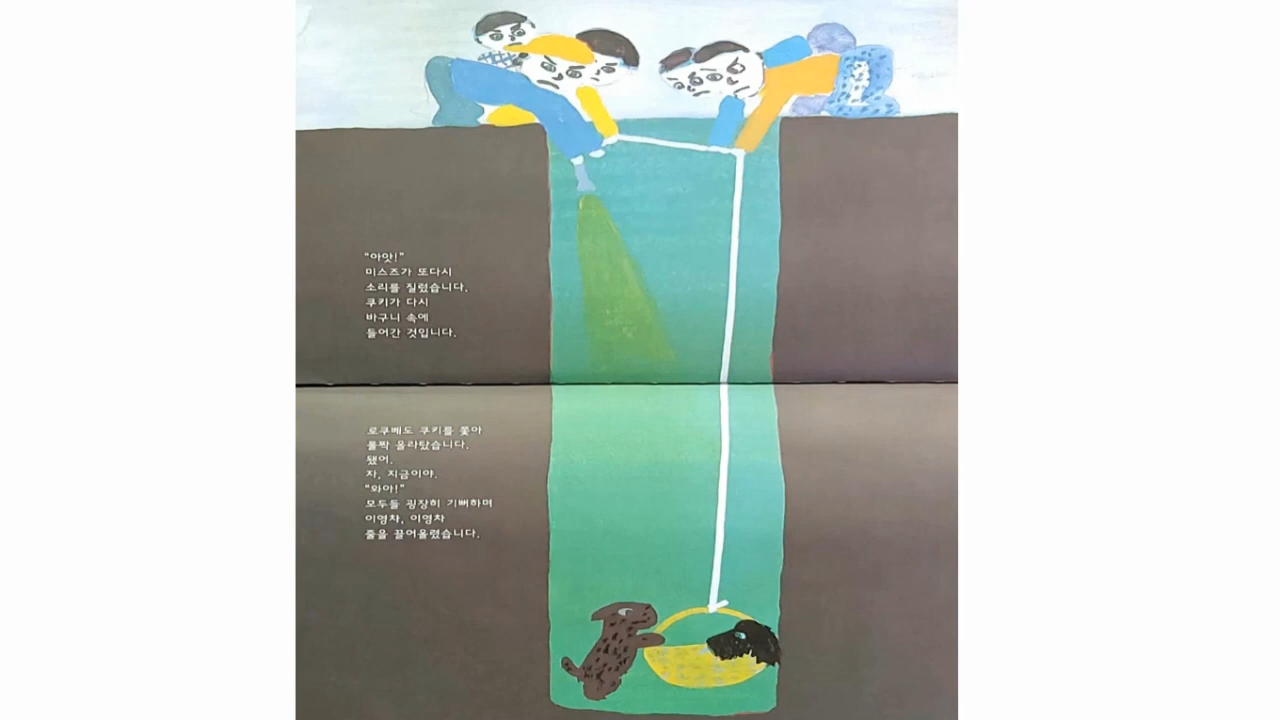 "아앗!"
미스즈가 또다시
소리를 질렀습니다.
쿠키가 다시
바구니 속에
들어간 것입니다.
로쿠베도 쿠키를 쫓아
풀짝 올라탔습니다.
됐어.
자, 지금이야.
"와아!"
모두들 굉장히 기뻐하며
이영차, 이영차
줄을 끌어올렸습니다.